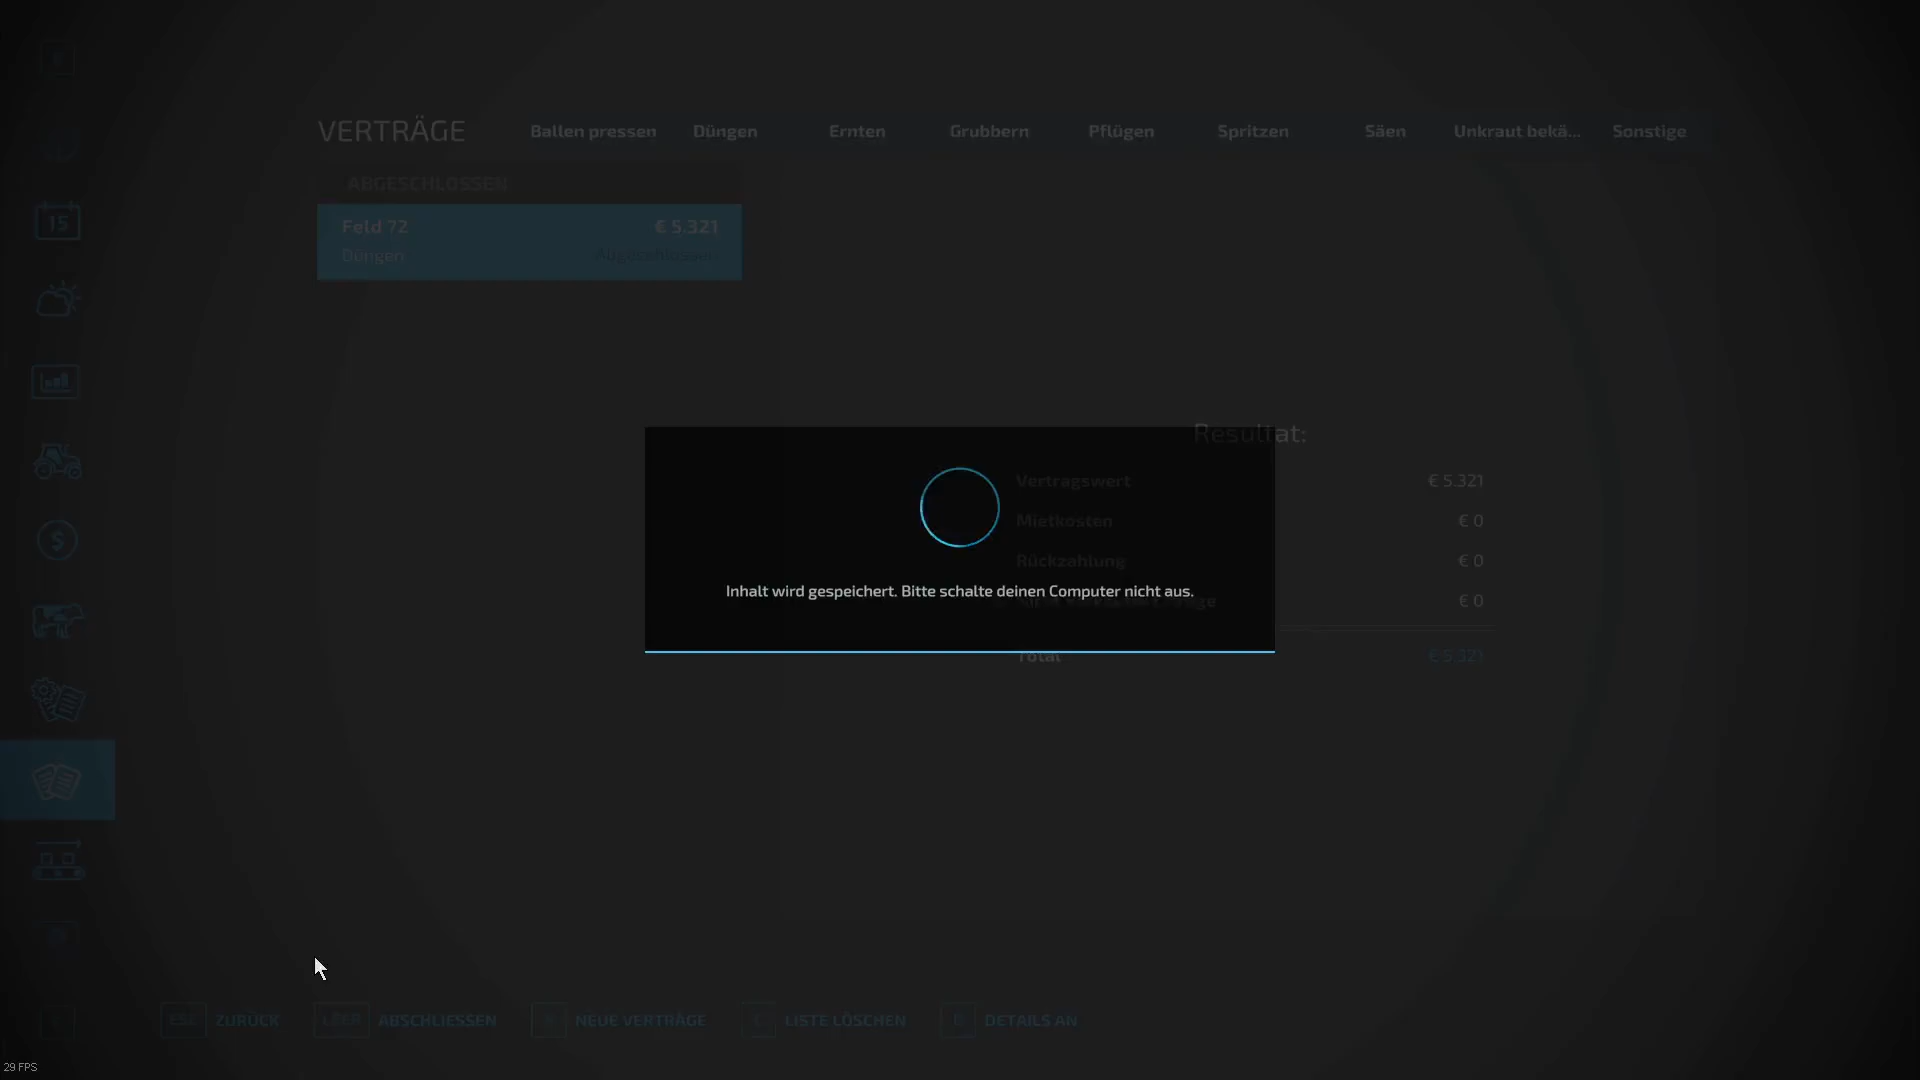 VERTRÄGE
Ballen pressen Düngen Ernten Grubbern Pflügen Spritzen Säen Unkraut bekä... Sonstige
ABGESCHLOSSEN
Feld 72 € 5.321
Düngen Abgeschlossen
15
Resultat:
Vertragswert € 5.321
Mietkosten € 0
Rückzahlung € 0
Inhalt wird gespeichert. Bitte schalte deinen Computer nicht aus.
€ 0
Total € 5.321
ESC ZURÜCK LEER ABSCHLIESSEN NEUE VERTRÄGE C LISTE LÖSCHEN D DETAILS AN
29 FPS